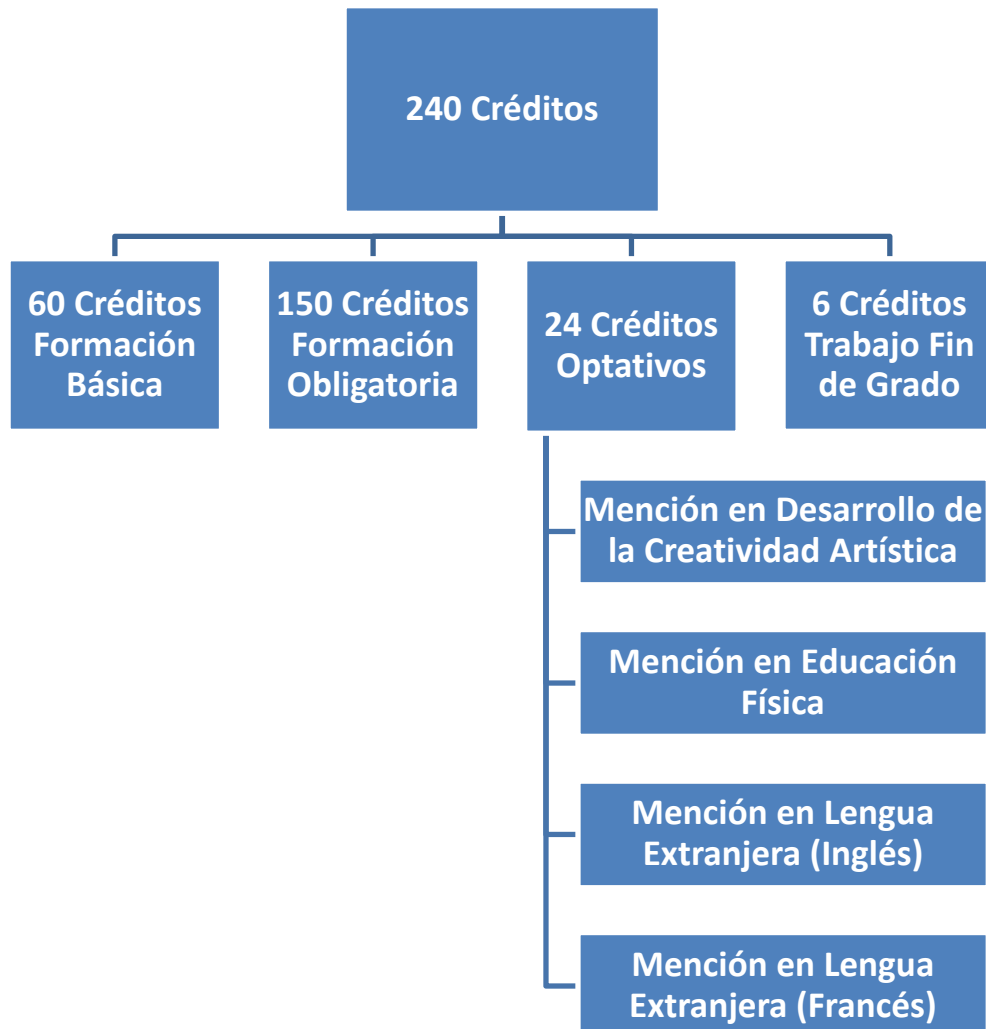 240 Créditos
60 Créditos
Formación
Básica
150 Créditos
Formación
Obligatoria
24 Créditos
Optativos
6 Créditos
Trabajo Fin
de Grado
Mención en Desarrollo de
la Creatividad Artística
Mención en Educación
Física
Mención en Lengua
Extranjera (Inglés)
Mención en Lengua
Extranjera (Francés)